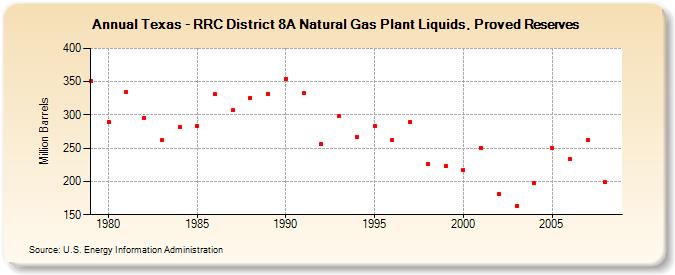 Annual Texas - RRC District 8A Natural Gas Plant Liquids, Proved Reserves
Million Barrels
400
350
300
250
200
150
1980 1985 1990 1995 2000 2005
Source: U.S. Energy Information Administration